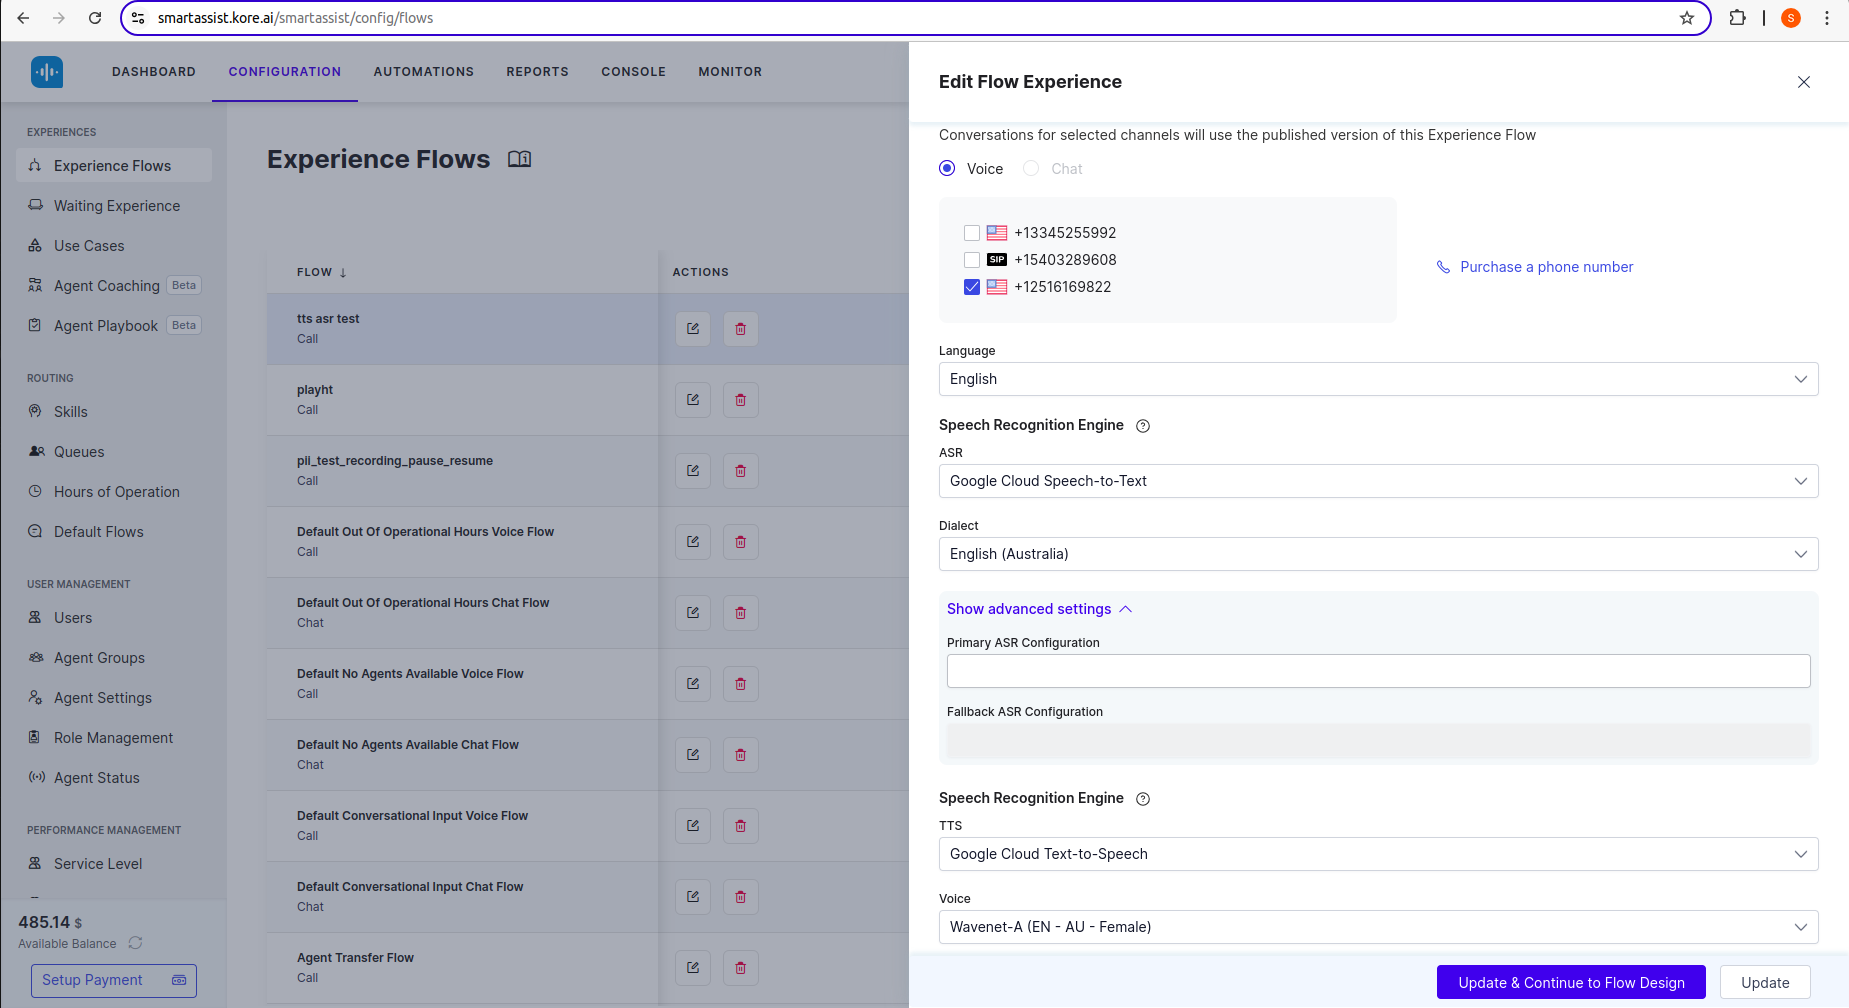 smartassist.kore.ai/smartassist/config/flows
S
DASHBOARD
CONFIGURATION
AUTOMATIONS
REPORTS
CONSOLE
MONITOR
EXPERIENCES
Experience Flows
Waiting Experience
Use Cases
Agent Coaching Beta
Agent Playbook Beta
ROUTING
Skills
Queues
Hours of Operation
Default Flows
USER MANAGEMENT
Users
Agent Groups
Agent Settings
Role Management
Agent Status
PERFORMANCE MANAGEMENT
Service Level
485.14 $
Available Balance
Setup Payment
Experience Flows
FLOW ↓
ACTIONS
tts asr test
Call
playht
Call
pli_test_recording_pause_resume
Call
Default Out Of Operational Hours Voice Flow
Call
Default Out Of Operational Hours Chat Flow
Chat
Default No Agents Available Voice Flow
Call
Default No Agents Available Chat Flow
Chat
Default Conversational Input Voice Flow
Call
Default Conversational Input Chat Flow
Chat
Agent Transfer Flow
Call
Edit Flow Experience
Conversations for selected channels will use the published version of this Experience Flow
Voice
Chat
+13345255992
SIP +15403289608
+12516169822
Purchase a phone number
Language
English
Speech Recognition Engine ?
ASR
Google Cloud Speech-to-Text
Dialect
English (Australia)
Show advanced settings
Primary ASR Configuration
Fallback ASR Configuration
Speech Recognition Engine ?
TTS
Google Cloud Text-to-Speech
Voice
Wavenet-A (EN - AU - Female)
Update & Continue to Flow Design
Update